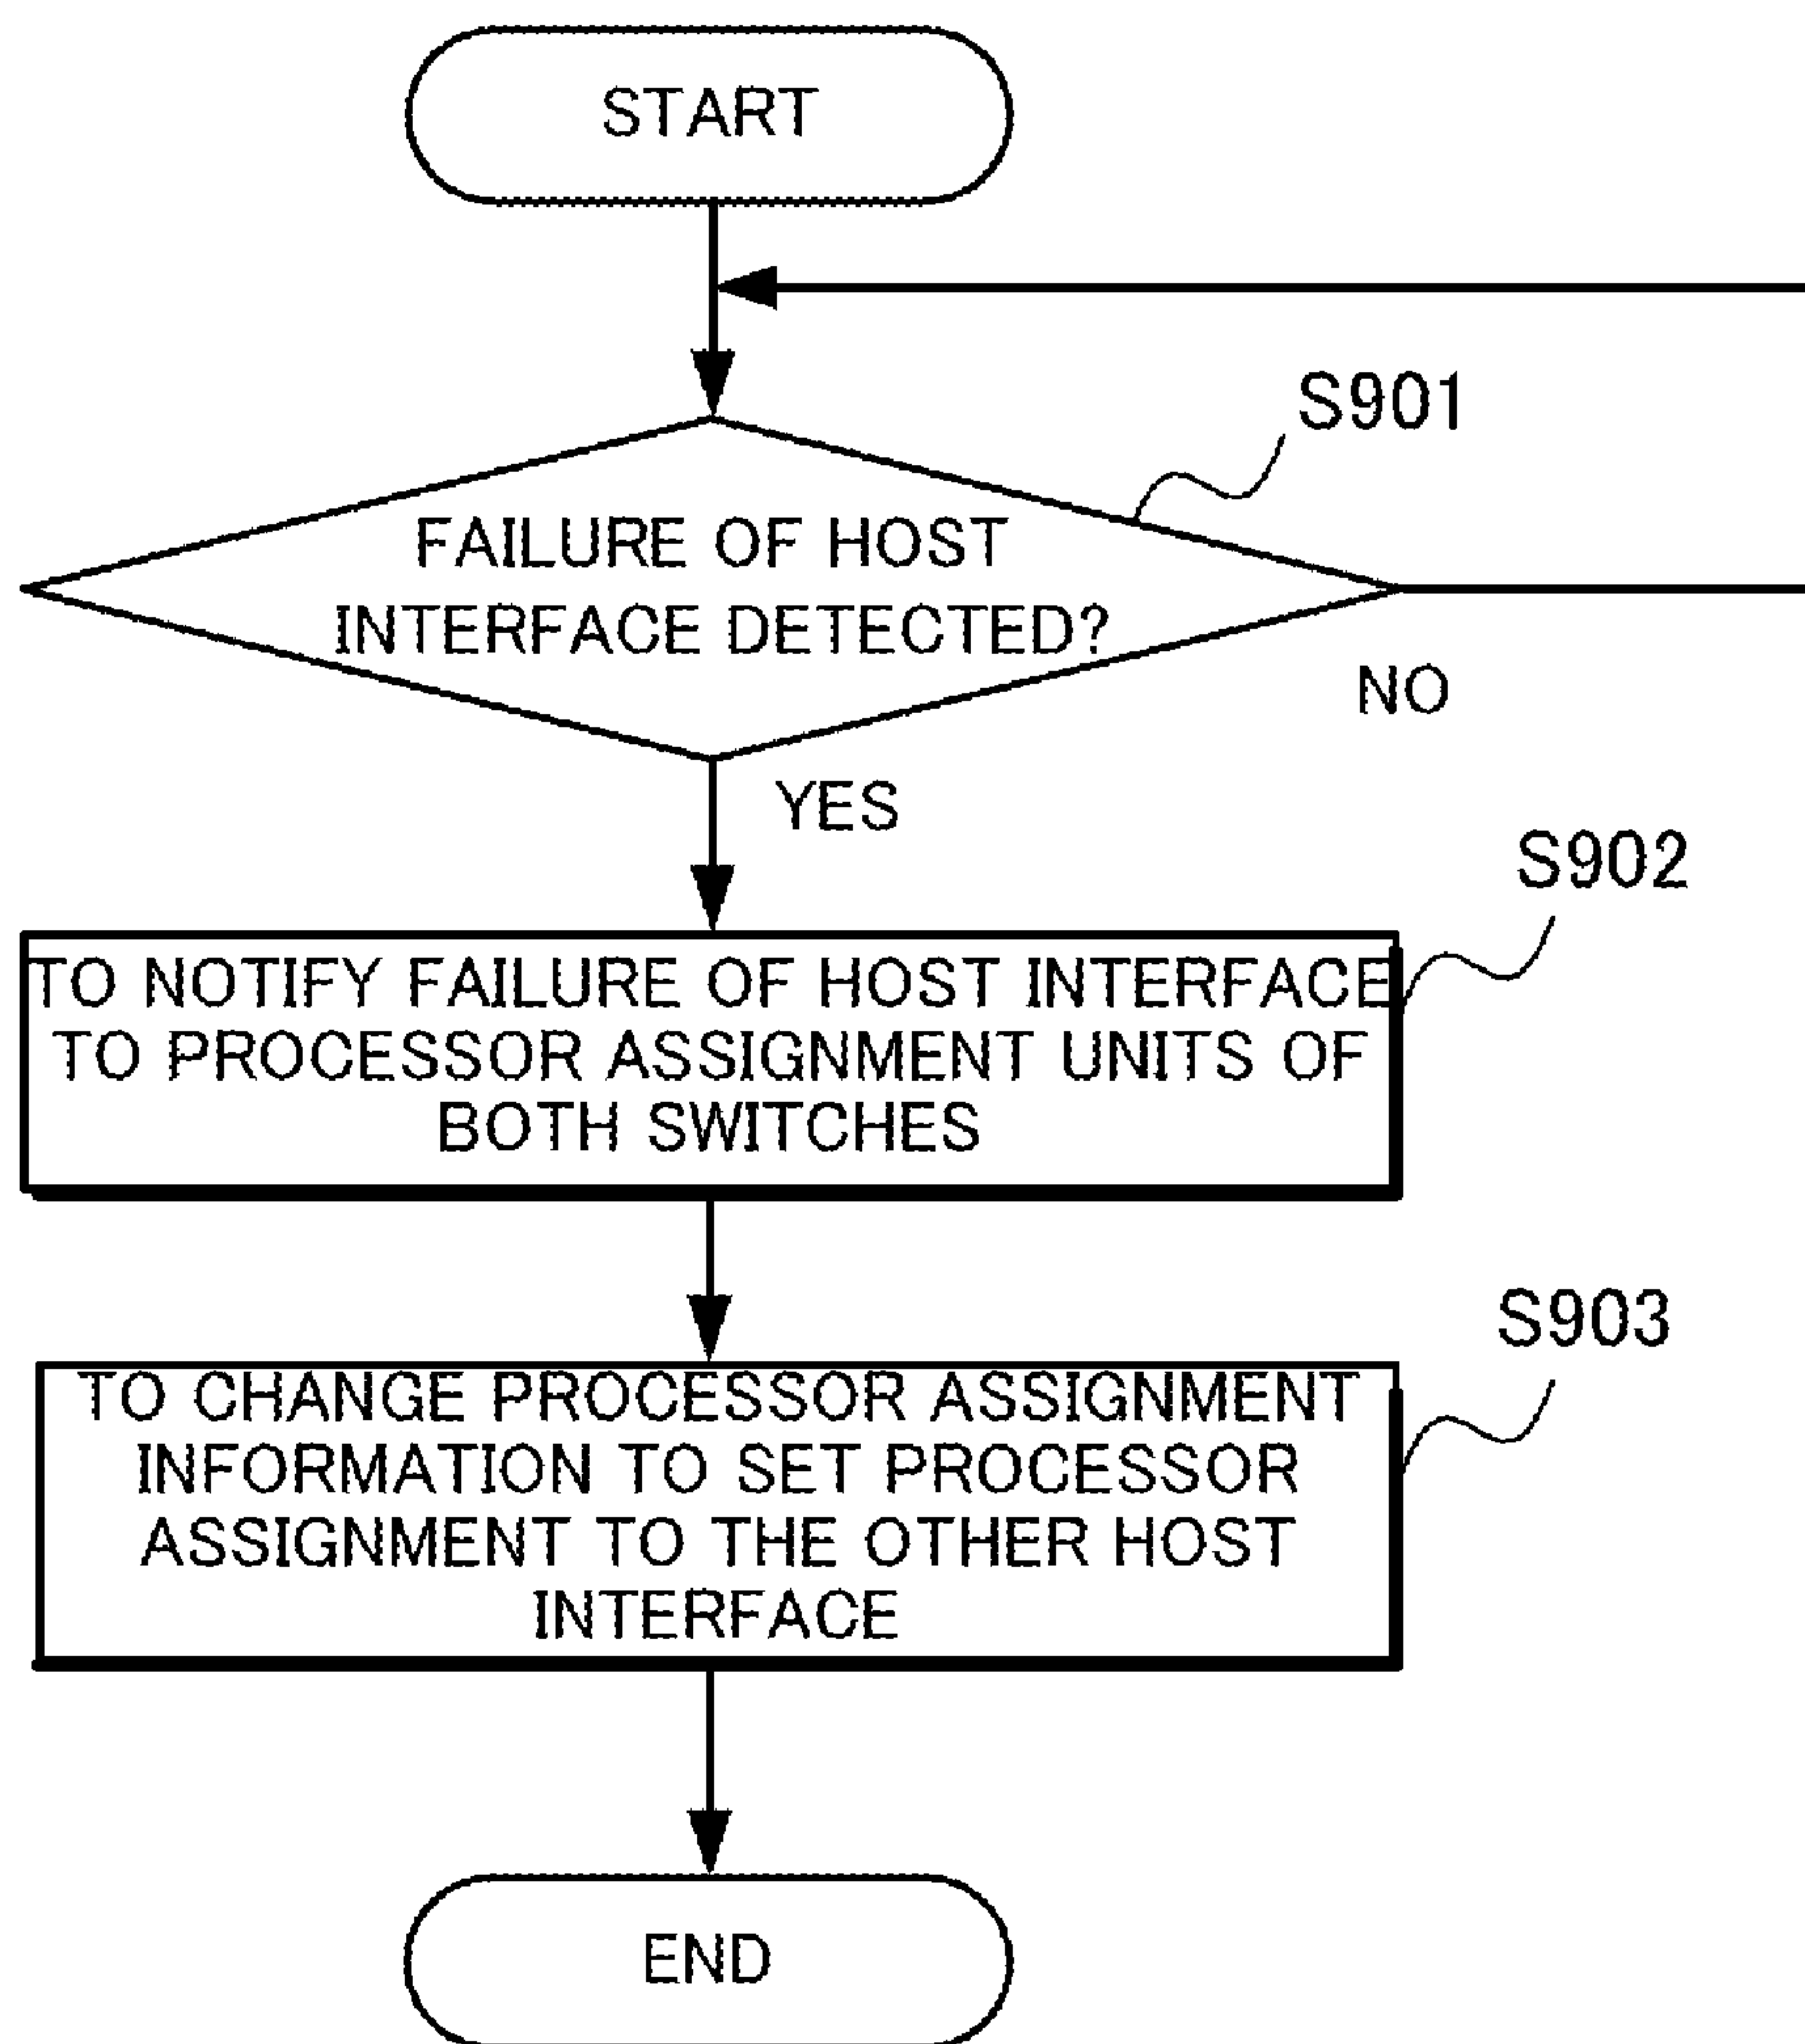 START
S901
FAILURE OF HOST
INTERFACE DETECTED?
NO
YES
S902
TO NOTIFY FAILURE OF HOST INTERFACE
TO PROCESSOR ASSIGNMENT UNITS OF
BOTH SWITCHES
S903
TO CHANGE PROCESSOR ASSIGNMENT
INFORMATION TO SET PROCESSOR
ASSIGNMENT TO THE OTHER HOST
INTERFACE
END